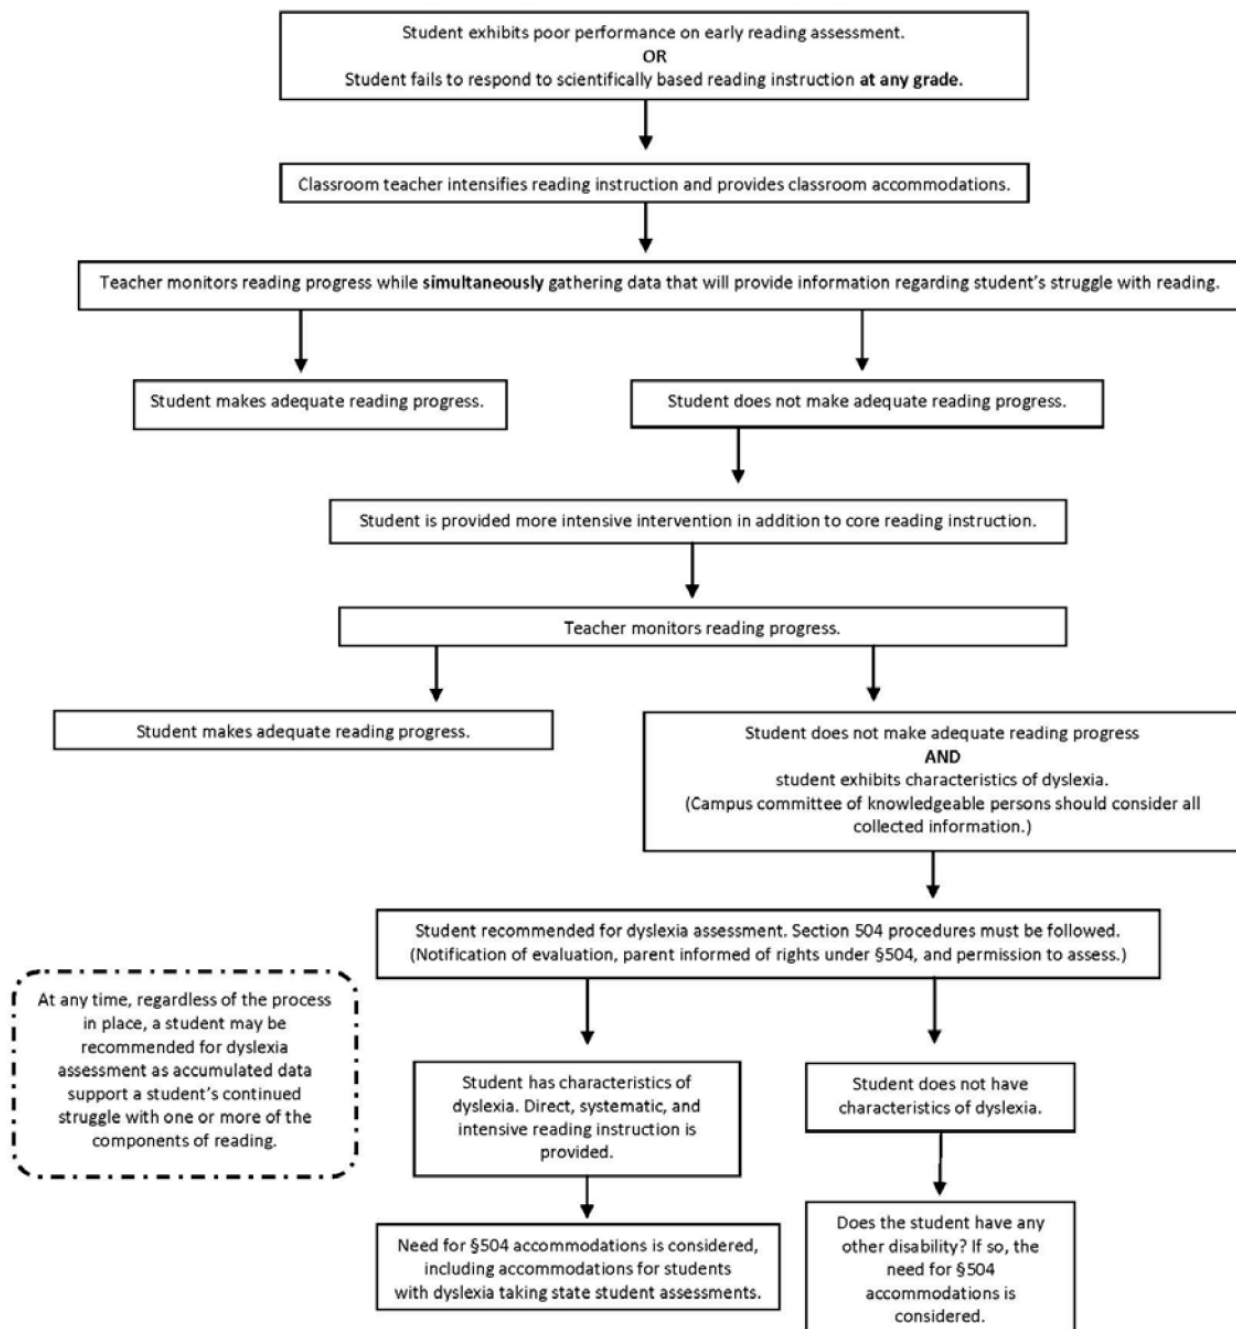 Student exhibits poor performance on early reading assessment.
OR
Student fails to respond to scientifically based reading instruction at any grade.
Classroom teacher intensifies reading instruction and provides classroom accommodations.
Teacher monitors reading progress while simultaneously gathering data that will provide information regarding student's struggle with reading.
Student makes adequate reading progress.
Student does not make adequate reading progress.
Student is provided more intensive intervention in addition to core reading instruction.
Teacher monitors reading progress.
Student makes adequate reading progress.
Student does not make adequate reading progress
AND
student exhibits characteristics of dyslexia.
(Campus committee of knowledgeable persons should consider all
collected information.)
Student recommended for dyslexia assessment. Section 504 procedures must be followed.
(Notification of evaluation, parent informed of rights under §504, and permission to assess.)
At any time, regardless of the process
in place, a student may be
recommended for dyslexia
assessment as accumulated data
support a student's continued
struggle with one or more of the
components of reading.
Student has characteristics of
dyslexia. Direct, systematic, and
intensive reading instruction is
provided.
Student does not have
characteristics of dyslexia.
Need for §504 accommodations is considered,
including accommodations for students
with dyslexia taking state student assessments.
Does the student have any
other disability? If so, the
need for §504
accommodations is
considered.